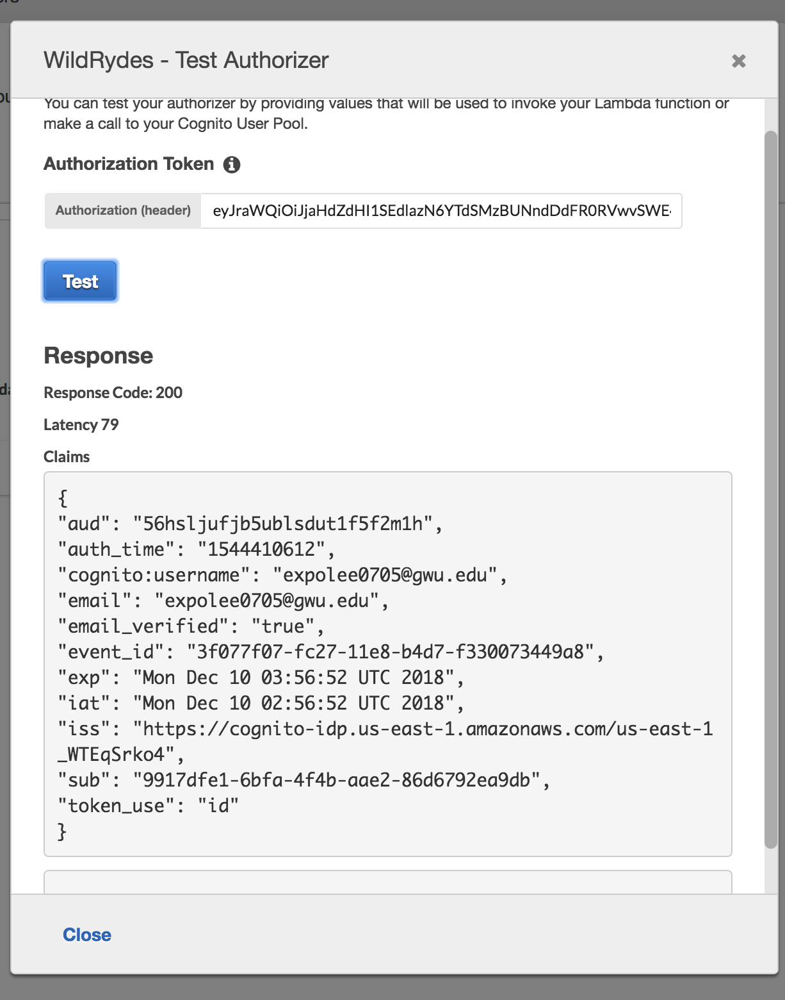 WildRydes - Test Authorizer
You can test your authorizer by providing values that will be used to invoke your Lambda function or
make a call to your Cognito User Pool.
Authorization Token
Authorization (header)
eyJraWQiOiJjaHdZdHI1SEdlazN6YTdSMzBUNndDdFR0RVwvSWE
Test
Response
Response Code: 200
Latency 79
Claims
{
"aud": "56hsljufjb5ublsdut1f5f2m1h",
"auth_time": "1544410612",
"cognito:username": "expolee0705@gwu.edu",
"email": "expolee0705@gwu.edu",
"email_verified": "true",
"event_id": "3f077f07-fc27-11e8-b4d7-f330073449a8",
"exp": "Mon Dec 10 03:56:52 UTC 2018",
"iat": "Mon Dec 10 02:56:52 UTC 2018",
"iss": "https://cognito-idp.us-east-1.amazonaws.com/us-east-1
_WTEqSrko4",
"sub": "9917dfe1-6bfa-4f4b-aae2-86d6792ea9db",
"token_use": "id"
}
Close